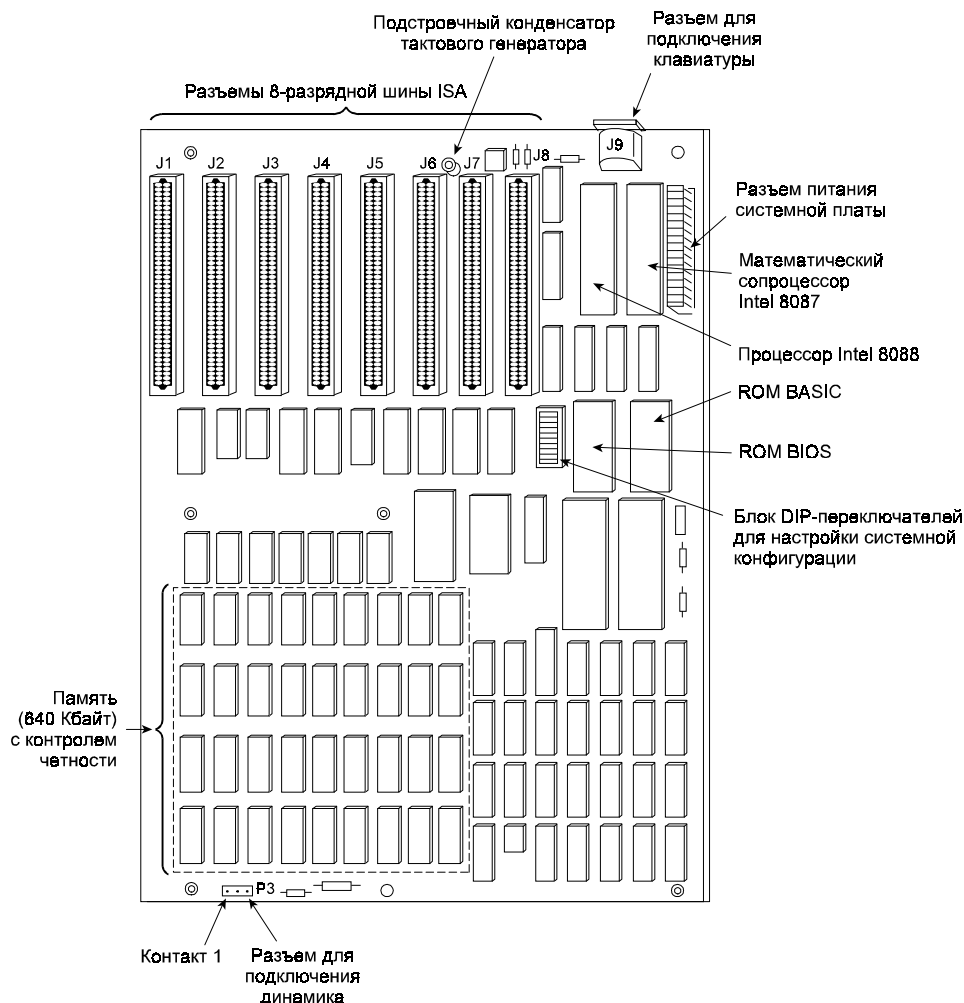 Подстроечный конденсатор
тактового генератора
Разъем для
подключения
клавиатуры
Разъемы 8-разрядной шины ISA
J1
J2
J3
J4
J5
J6
J7
J8
J9
Разъем питания
системной платы
Математический
сопроцессор
Intel 8087
Процессор Intel 8088
ROM BASIC
ROM BIOS
Блок DIP-переключателей
для настройки системной
конфигурации
Память
(640 Кбайт)
с контролем
четности
P3
Контакт 1
Разъем для
подключения
динамика